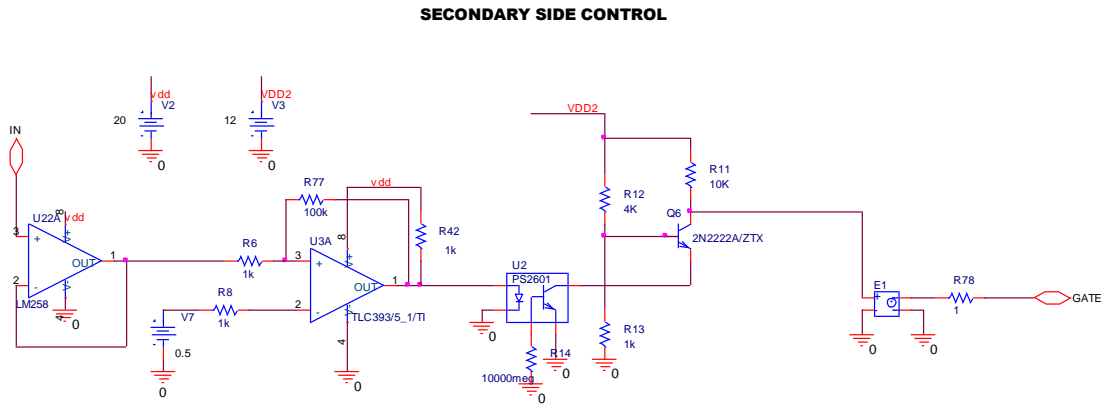 SECONDARY SIDE CONTROL
vdd
V2
20
0
VDD2
V3
12
0
IN
U22A
vdd
8
V+
3
+
OUT
1
2
-
V-
4
LM258
0
R6
1k
R8
1k
V7
0.5
0
R77
100k
vdd
R42
1k
U3A
8
V+
3
+
OUT
1
2
-
V-
4
TLC393/5_1/TI
0
U2
PS2601
0
R14
10000meg
0
0
VDD2
R12
4K
R11
10K
Q6
2N2222A/ZTX
R13
1k
0
E1
+
-
+
-
0
0
R78
1
GATE